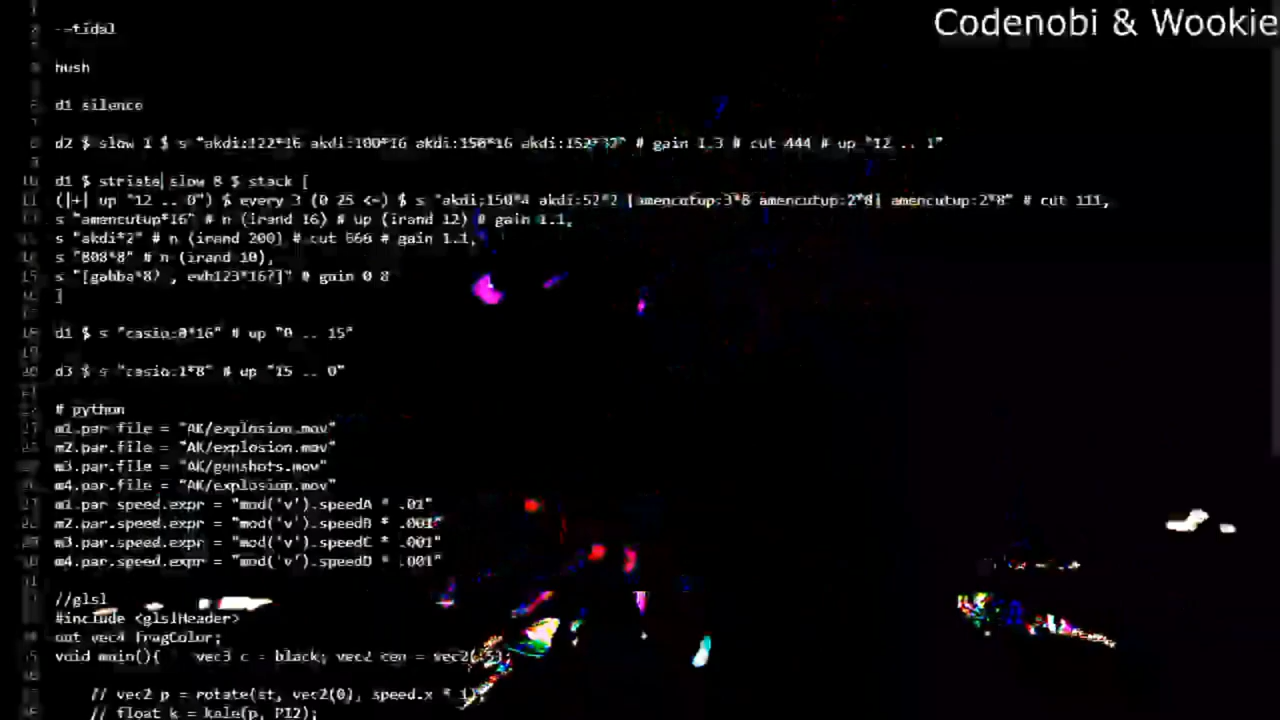 Codenobi & Wookie
--tidal
hush
d1 silence
d2 $ slow 1 $ s "akdi:122*16 akdi:100*16 akdi:150*16 akdi:152*32" # gain 1.3 # cut 444 # up "12 .. 1"
d1 $ striate slow 8 $ stack [
(|+| up "12 .. 0") $ every 3 (0.25 <~) $ s "akdi:150*4 akdi:52*2 [amencutup:3*8 amencutup:2*8] amencutup:2*8" # cut 111,
s "amencutup*16" # n (irand 16) # up (irand 12) # gain 1.1,
s "akdi*2" # n (irand 200) # cut 666 # gain 1.1,
s "808*8" # n (irand 10),
s "[gabba*8? , evh123*16?]" # gain 0.8
]
d1 $ s "casio:0*16" # up "0 .. 15"
d3 $ s "casio:1*8" # up "15 .. 0"
# python
m1.par.file = "AK/explosion.mov"
m2.par.file = "AK/explosion.mov"
m3.par.file = "AK/gunshots.mov"
m4.par.file = "AK/explosion.mov"
m1.par.speed.expr = "mod('v').speedA * .01"
m2.par.speed.expr = "mod('v').speedB * .001"
m3.par.speed.expr = "mod('v').speedC * .001"
m4.par.speed.expr = "mod('v').speedD * .001"
//glsl
#include <glslHeader>
out vec4 fragColor;
void main(){ vec3 c = black; vec2 cen = vec2(.5);
// vec2 p = rotate(st, vec2(0), speed.x * 1);
// float k = kale(p, PI2);